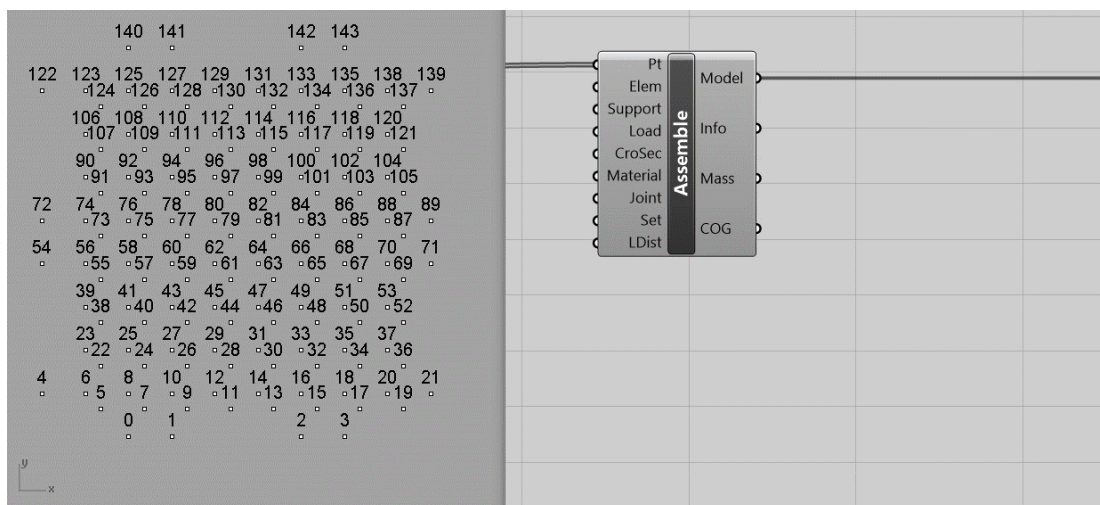 140 141 142 143
122 123 125 127 129 131 133 135 138 139
124 126 128 130 132 134 136 137
106 108 110 112 114 116 118 120
107 109 111 113 115 117 119 121
90 92 94 96 98 100 102 104
91 93 95 97 99 101 103 105
72 74 76 78 80 82 84 86 88 89
73 75 77 79 81 83 85 87
54 56 58 60 62 64 66 68 70 71
55 57 59 61 63 65 67 69
39 41 43 45 47 49 51 53
38 40 42 44 46 48 50 52
23 25 27 29 31 33 35 37
22 24 26 28 30 32 34 36
4 6 8 10 12 14 16 18 20 21
5 7 9 11 13 15 17 19
0 1 2 3
y
x
Pt
Elem
Support
Load
CroSec
Material
Joint
Set
LDist
Assemble
Model
Info
Mass
COG